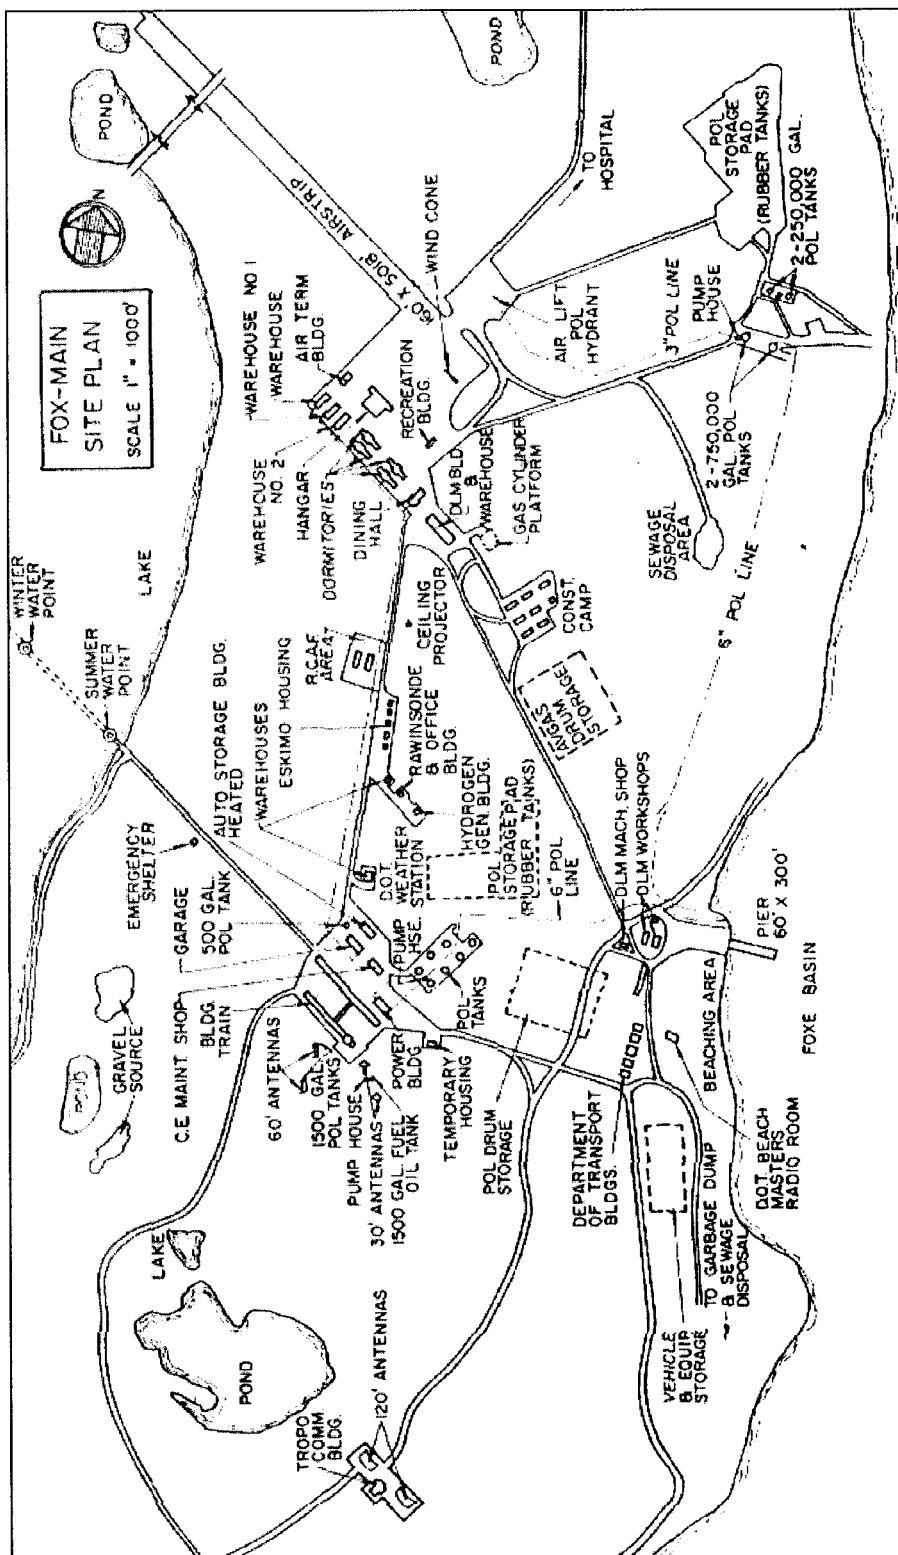 FOX-MAIN
SITE PLAN
SCALE 1" = 1000'
N
POND
POND
160 X 5018' AIRSTRIP
TO
HOSPITAL
WIND CONE
AIR LIFT
POL
HYDRANT
POL
STORAGE
PAD
(RUBBER TANKS)
2-250,000 GAL.
POL TANKS
3" POL LINE
PUMP
HOUSE
2-750,000
GAL. POL
TANKS
WAREHOUSE NO 1
WAREHOUSE
AIR TERM
BLDG.
RECREATION
BLDG.
WAREHOUSE
NO. 2
HANGAR
DORMITORIES
DINING
HALL
DLM BLD
&
WAREHOUSE
GAS CYLINDER
PLATFORM
SEWAGE
DISPOSAL
AREA
6" POL LINE
WINTER
WATER
POINT
LAKE
SUMMER
WATER
POINT
R.C.A.F.
AREA
CEILING
PROJECTOR
CONST.
CAMP
AVGAS
DRUM
STORAGE
AUTO STORAGE BLDG.
HEATED
WAREHOUSES
ESKIMO HOUSING
RAWINSONDE
& OFFICE
BLDG.
HYDROGEN
GEN. BLDG.
POL
STORAGE PAD
(RUBBER TANKS)
6" POL
LINE
DLM MACH. SHOP
DLM WORKSHOPS
PIER
60' X 300'
EMERGENCY
SHELTER
GARAGE
500 GAL.
POL TANK
D.O.T.
WEATHER
STATION
PUMP
HSE.
POL
TANKS
POND
GRAVEL
SOURCE
C.E. MAINT SHOP
BLDG.
TRAIN
60' ANTENNAS
1500 GAL.
POL TANKS
PUMP HOUSE
30' ANTENNAS
1500 GAL. FUEL
OIL TANK
POWER
BLDG
TEMPORARY
HOUSING
POL DRUM
STORAGE
DEPARTMENT
OF TRANSPORT
BLDGS.
BEACHING AREA
FOXE BASIN
D.O.T. BEACH
MASTERS
RADIO ROOM
TO GARBAGE DUMP
& SEWAGE
DISPOSAL
VEHICLE
& EQUIP
STORAGE
LAKE
POND
TROPO
COMM
BLDG.
120' ANTENNAS